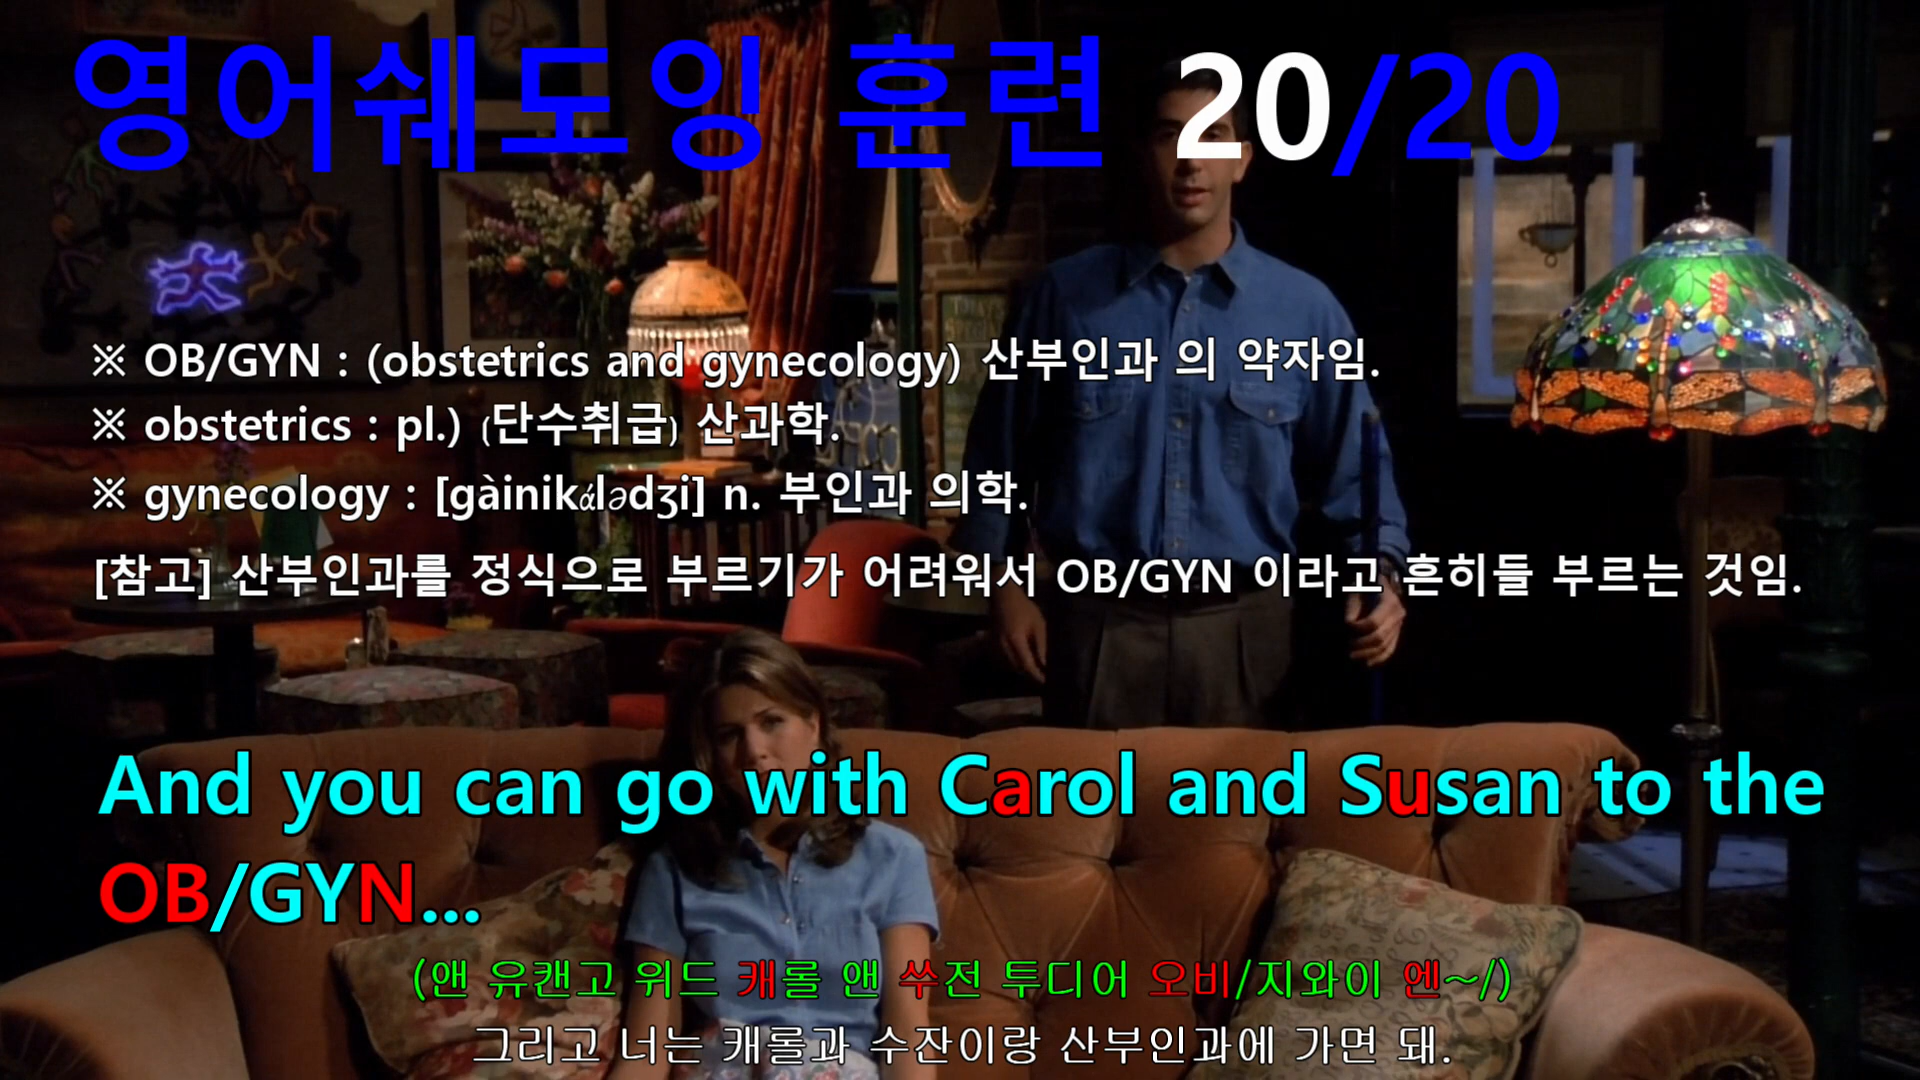 영어쉐도잉 훈련 20/20
※ OB/GYN : (obstetrics and gynecology) 산부인과 의 약자임.
※ obstetrics : pl.) (단수취급) 산과학.
※ gynecology : [gàinikάlədʒi] n. 부인과 의학.
[참고] 산부인과를 정식으로 부르기가 어려워서 OB/GYN 이라고 흔히들 부르는 것임.
And you can go with Carol and Susan to the
OB/GYN...
(앤 유캔고 위드 캐롤 앤 쑤전 투디어 오비/지와이 엔~/)
그리고 너는 캐롤과 수잔이랑 산부인과에 가면 돼.